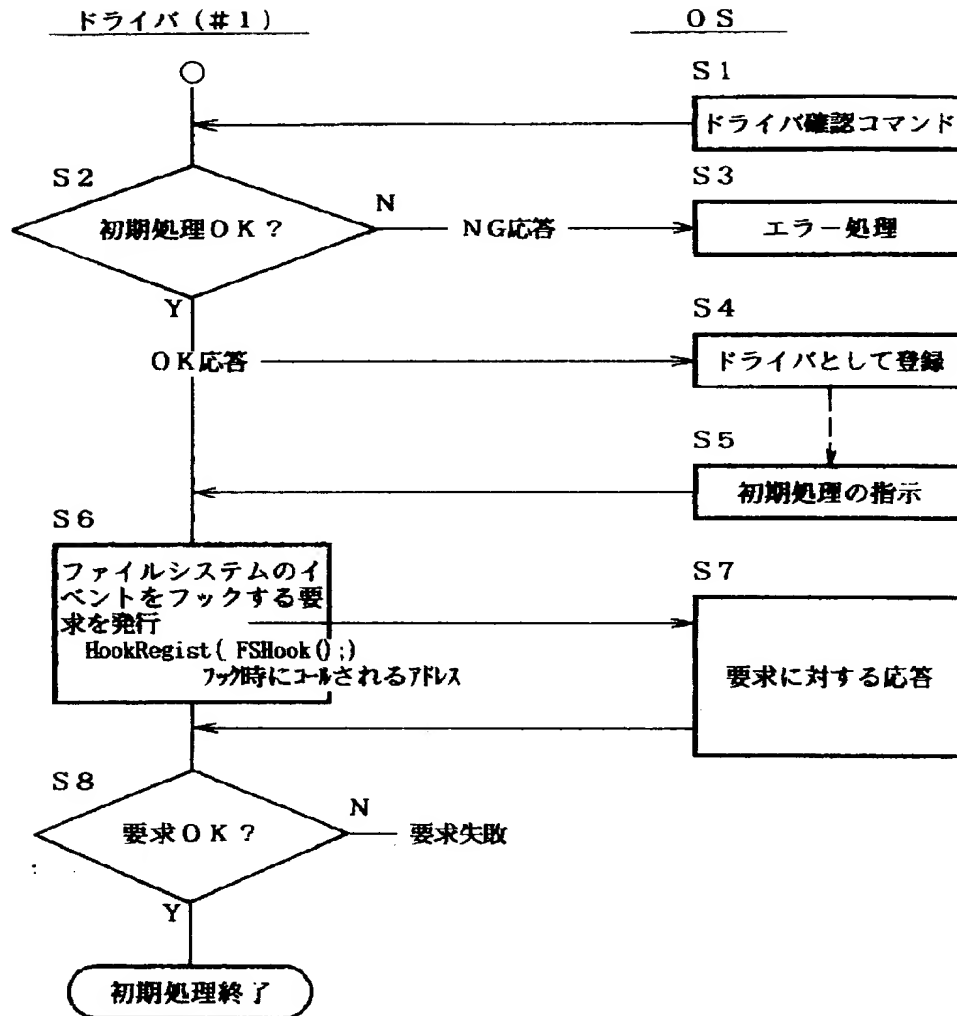 ドライバ(#1)
OS
S1
ドライバ確認コマンド
S2
初期処理OK?
N
NG応答
S3
エラー処理
Y
OK応答
S4
ドライバとして登録
S5
初期処理の指示
S6
ファイルシステムのイ
ベントをフックする要
求を発行
HookRegist( FSHook();)
フック時にコールされるアドレス
S7
要求に対する応答
S8
要求OK?
N
要求失敗
Y
初期処理終了